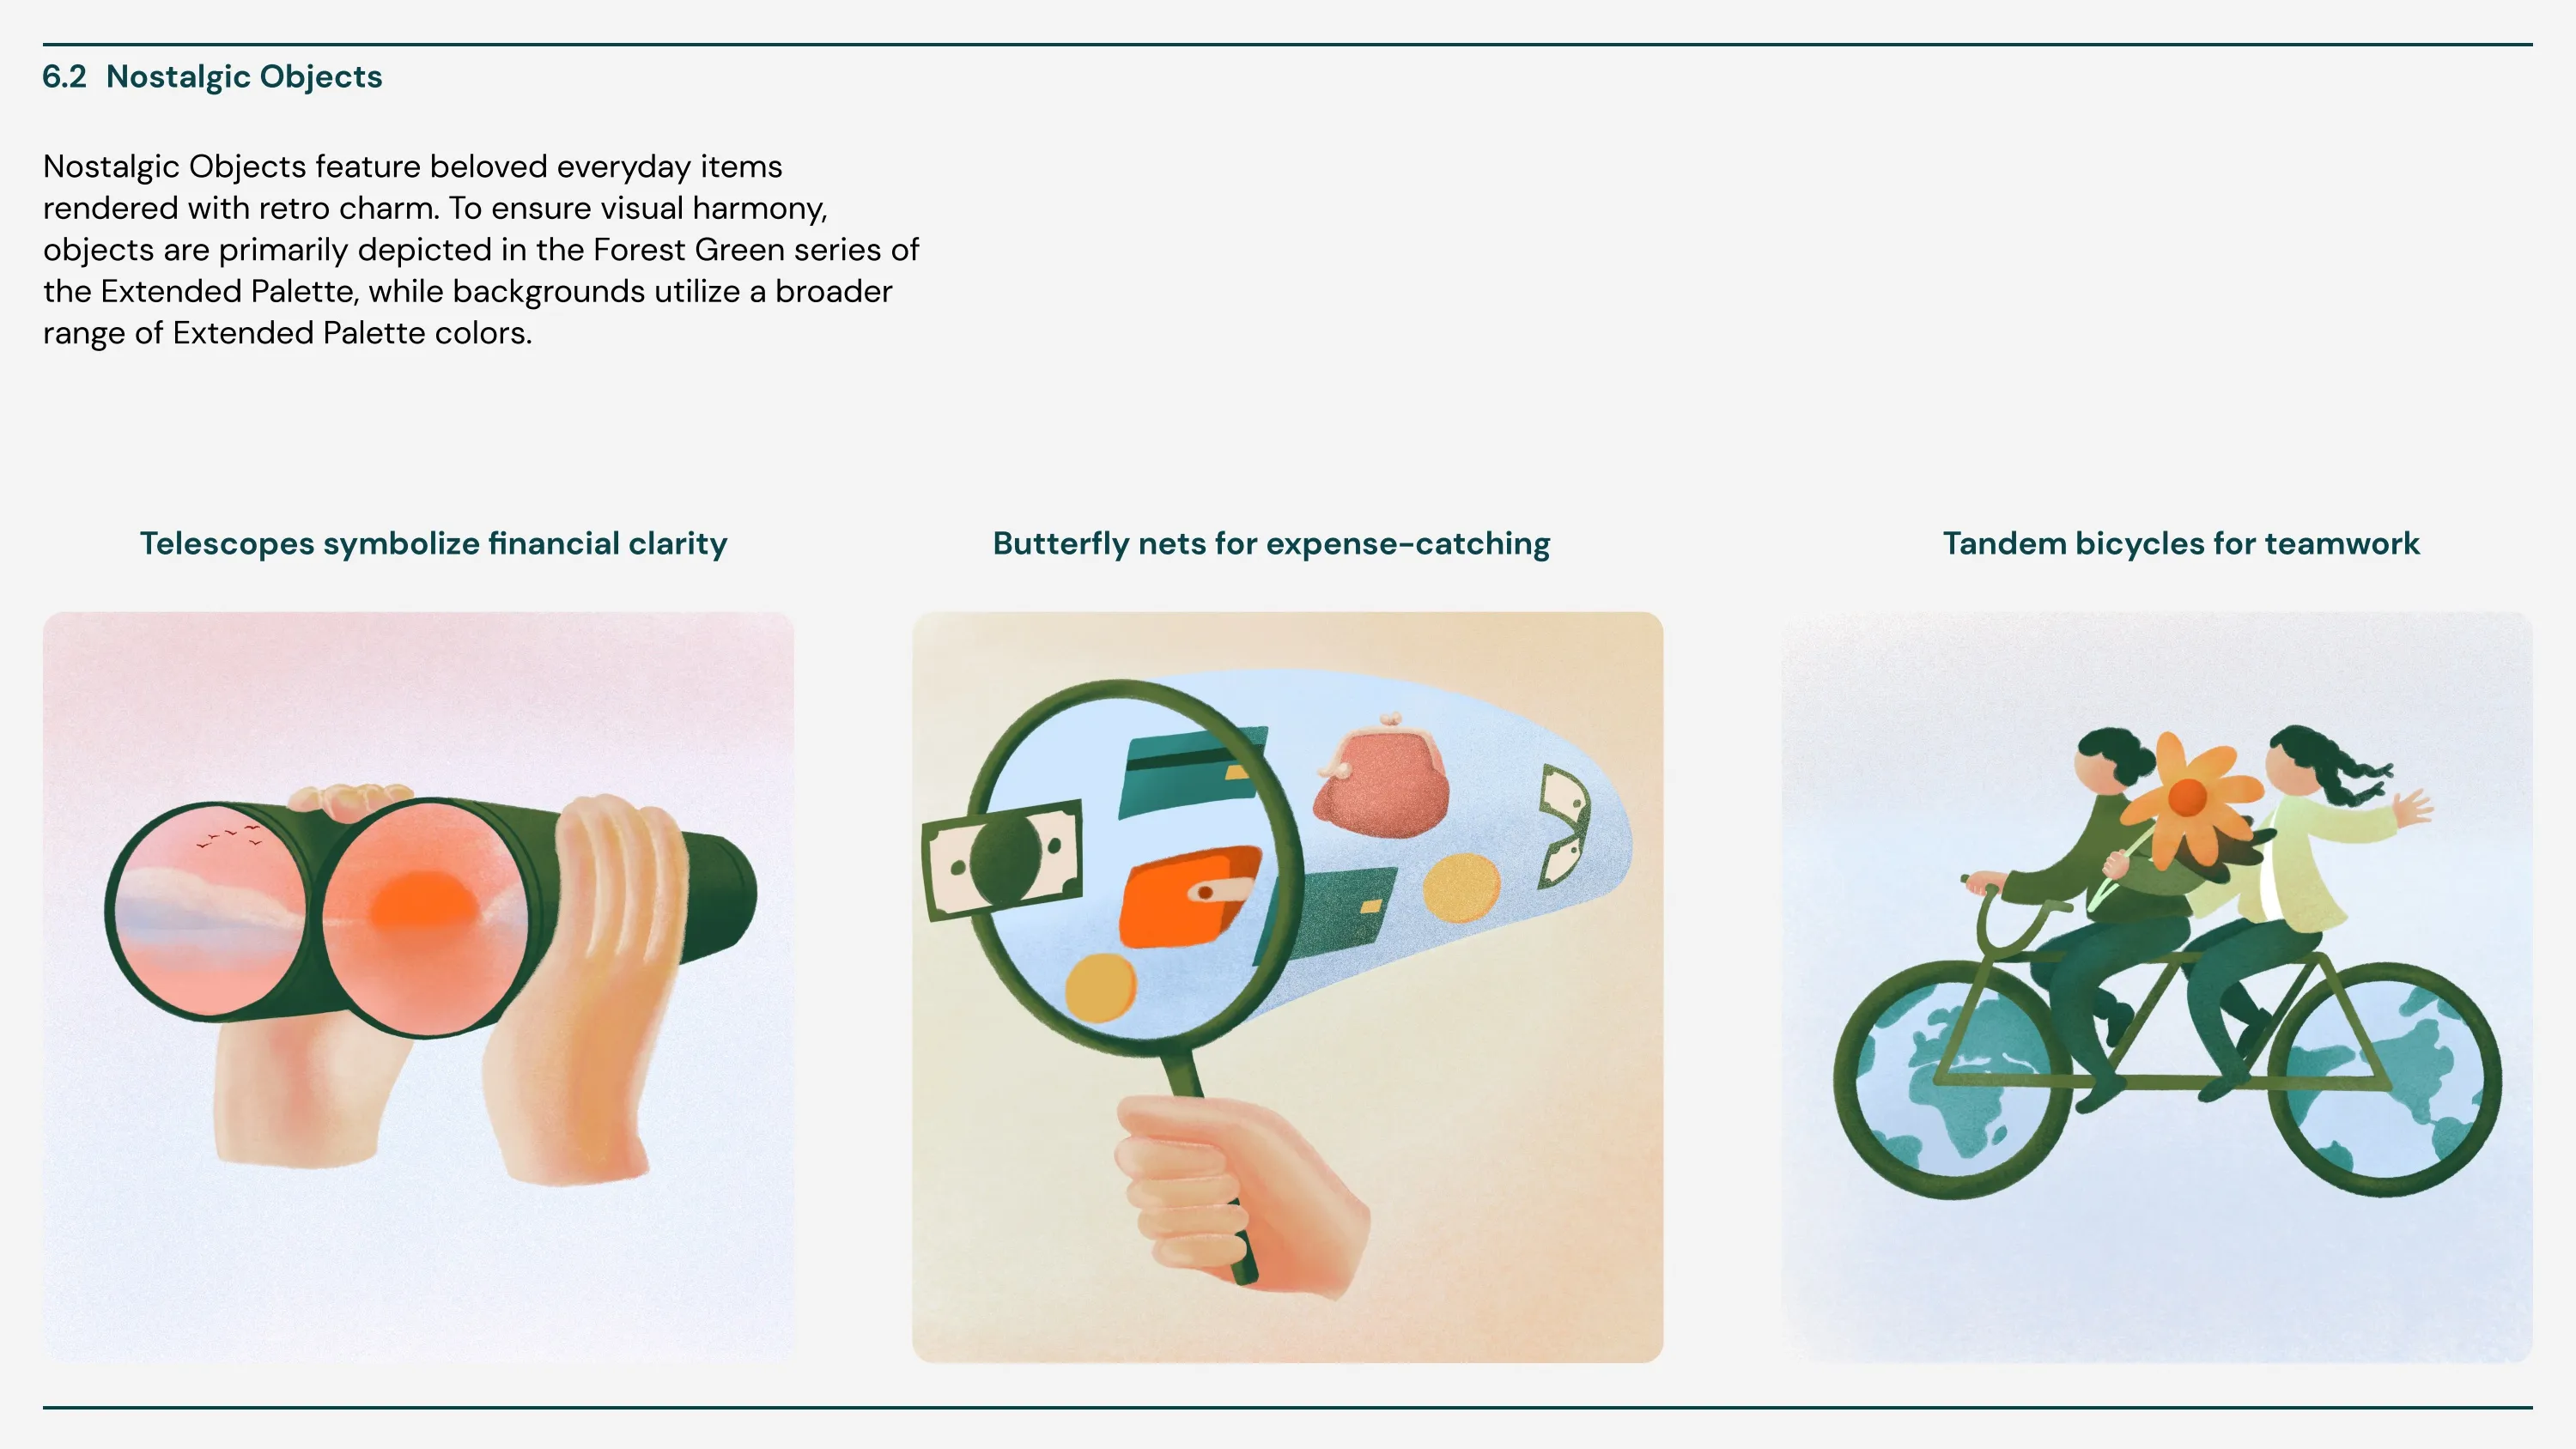 6.2 Nostalgic Objects
Nostalgic Objects feature beloved everyday items
rendered with retro charm. To ensure visual harmony,
objects are primarily depicted in the Forest Green series of
the Extended Palette, while backgrounds utilize a broader
range of Extended Palette colors.
Telescopes symbolize financial clarity
Butterfly nets for expense-catching
Tandem bicycles for teamwork